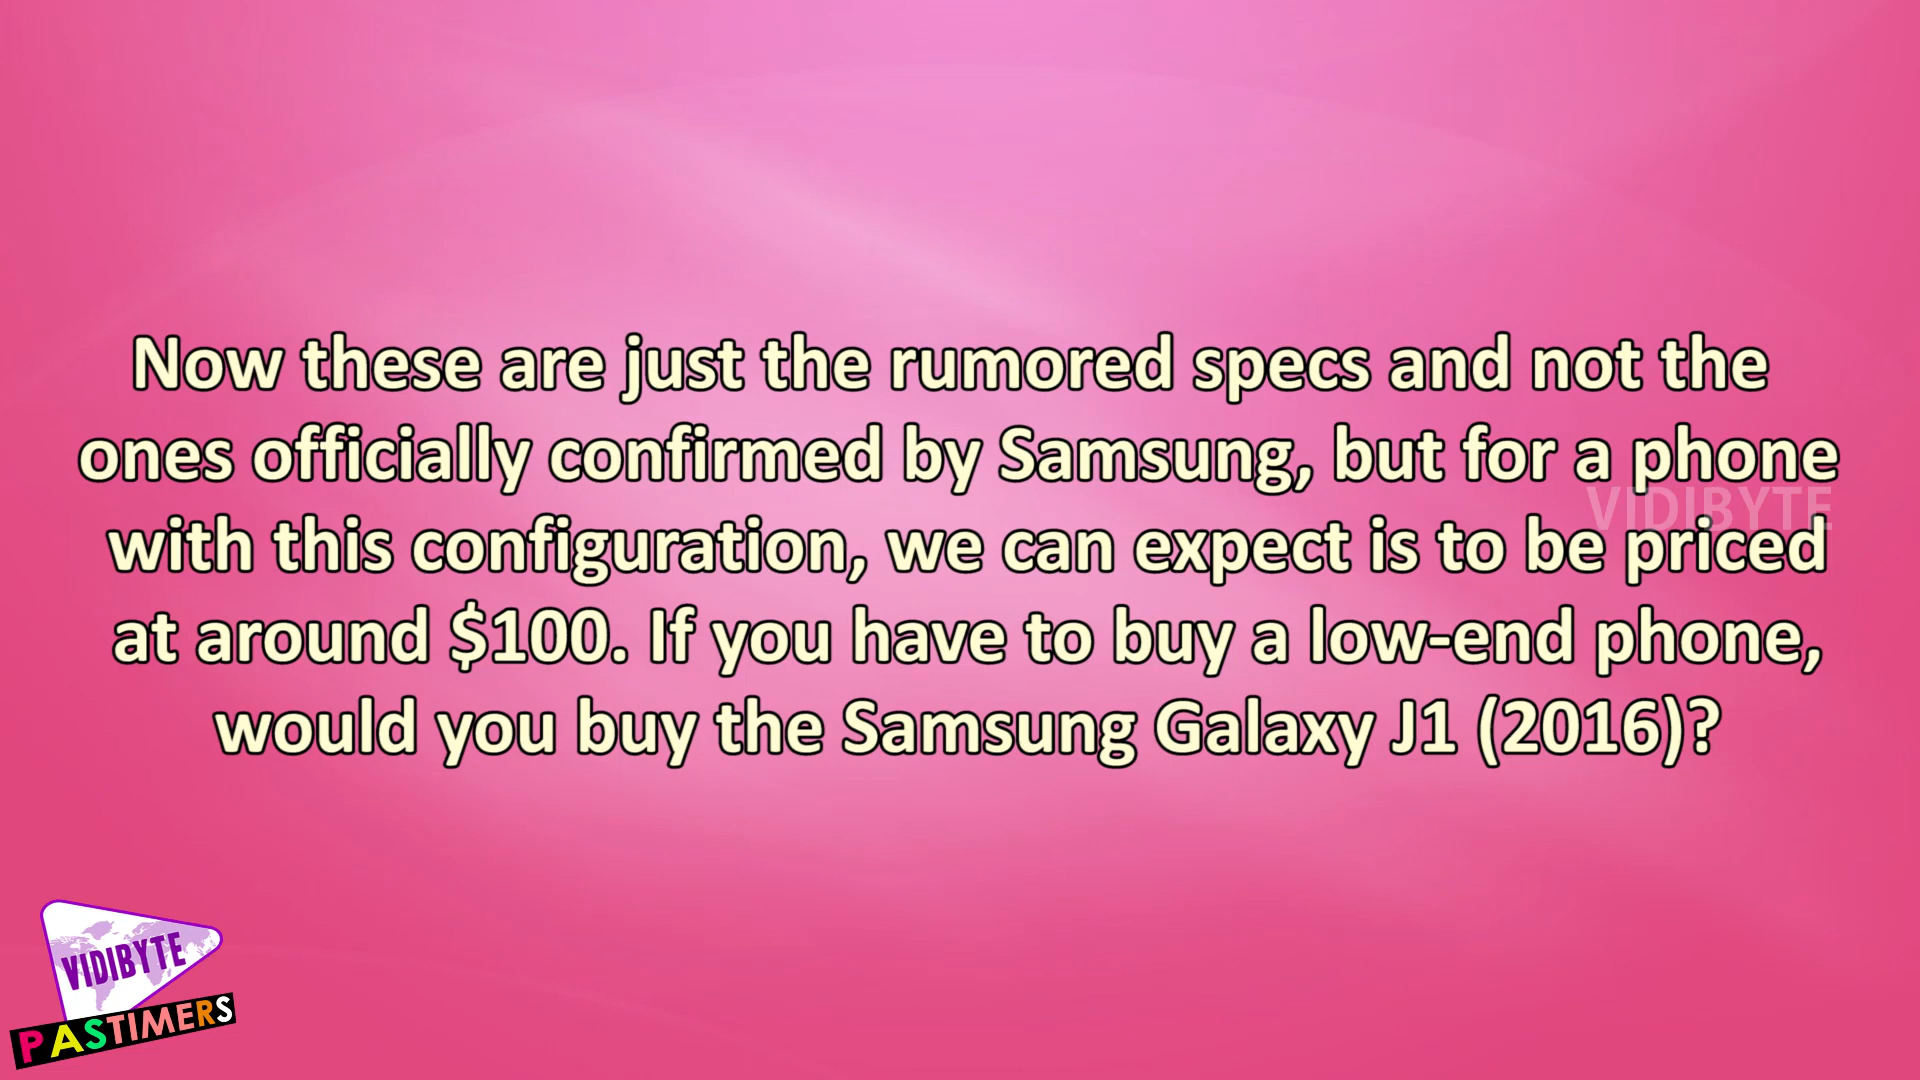 Now these are just the rumored specs and not the
ones officially confirmed by Samsung, but for a phone
VIDIBYTE
with this configuration, we can expect is to be priced
at around $100. If you have to buy a low-end phone,
would you buy the Samsung Galaxy J1 (2016)?
VIDIBYTE
PASTIMERS